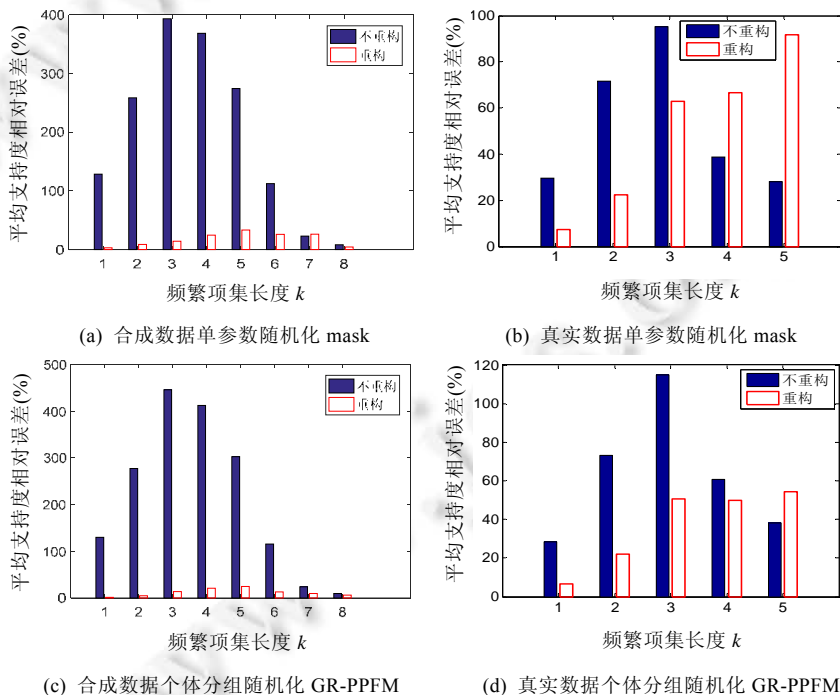 平均支持度相对误差(%)
400
300
200
100
0
不重构
重构
1 2 3 4 5 6 7 8
频繁项集长度 k
(a) 合成数据单参数随机化 mask
平均支持度相对误差(%)
100
80
60
40
20
0
不重构
重构
1 2 3 4 5
频繁项集长度 k
(b) 真实数据单参数随机化 mask
平均支持度相对误差(%)
500
400
300
200
100
0
不重构
重构
1 2 3 4 5 6 7 8
频繁项集长度 k
(c) 合成数据个体分组随机化 GR-PPFM
平均支持度相对误差(%)
120
100
80
60
40
20
0
不重构
重构
1 2 3 4 5
频繁项集长度 k
(d) 真实数据个体分组随机化 GR-PPFM